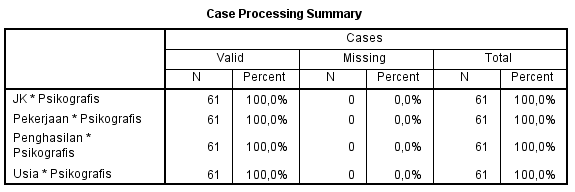 Case Processing Summary
Cases
Valid Missing Total
N Percent N Percent N Percent
JK * Psikografis 61 100,0% 0 0,0% 61 100,0%
Pekerjaan * Psikografis 61 100,0% 0 0,0% 61 100,0%
Penghasilan *
Psikografis 61 100,0% 0 0,0% 61 100,0%
Usia * Psikografis 61 100,0% 0 0,0% 61 100,0%